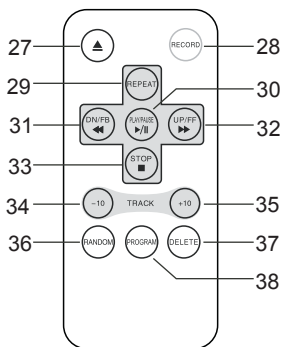 27
RECORD
28
29
REPEAT
30
31
DN/FB
PLAY/PAUSE
UP/FF
32
33
STOP
34
-10
TRACK
+10
35
36
RANDOM
PROGRAM
DELETE
37
38